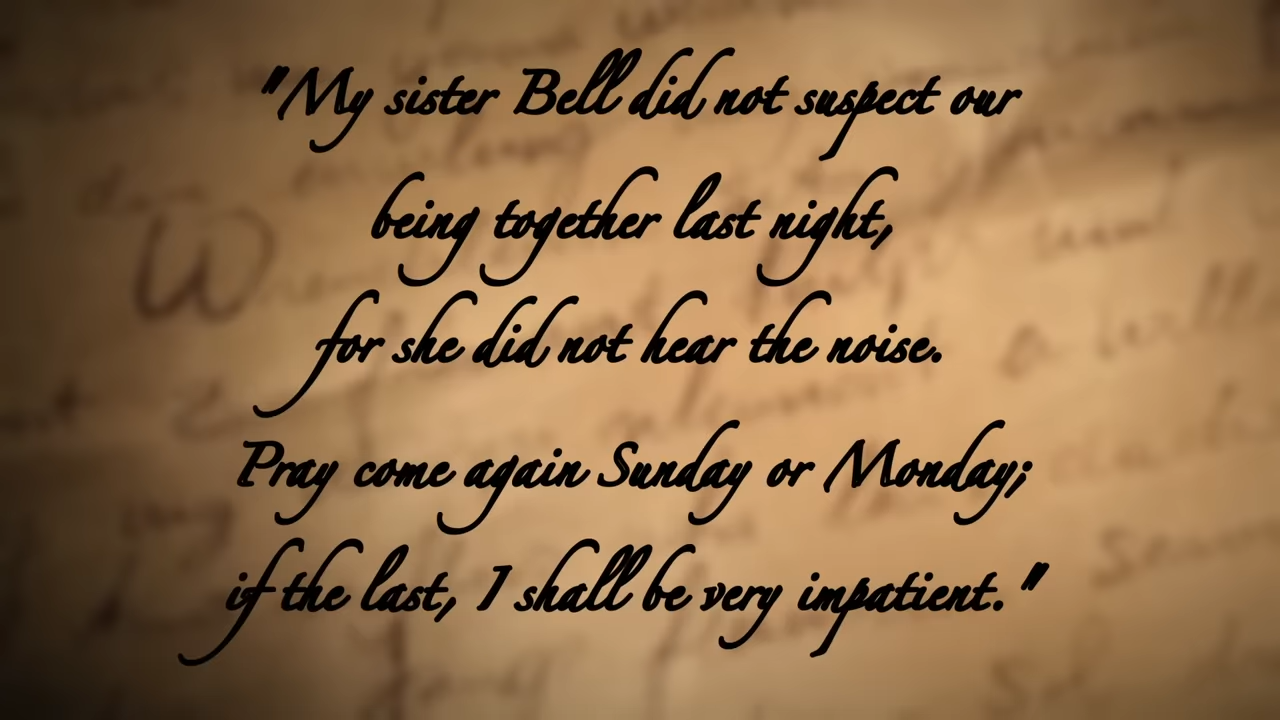 "My sister Bell did not suspect our
being together last night,
for she did not hear the noise.
Pray come again Sunday or Monday;
if the last, I shall be very impatient."